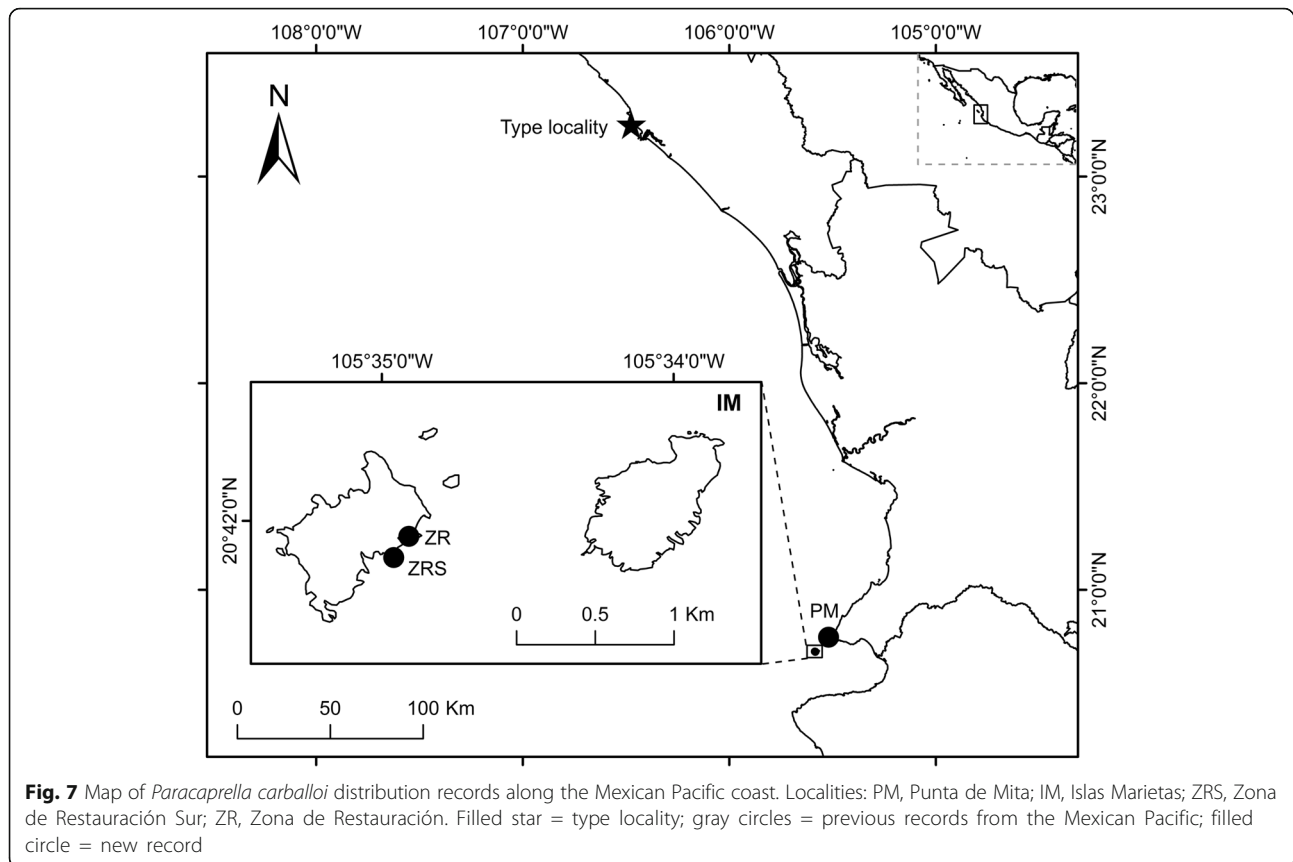 108°0'0"W 107°0'0"W 106°0'0"W 105°0'0"W
N
Type locality
23°0'0"N
22°0'0"N
21°0'0"N
105°35'0"W 105°34'0"W
IM
20°42'0"N
ZR
ZRS
0 0.5 1 Km
PM
0 50 100 Km
Fig. 7 Map of Paracaprella carballoi distribution records along the Mexican Pacific coast. Localities: PM, Punta de Mita; IM, Islas Marietas; ZRS, Zona
de Restauración Sur; ZR, Zona de Restauración. Filled star = type locality; gray circles = previous records from the Mexican Pacific; filled
circle = new record